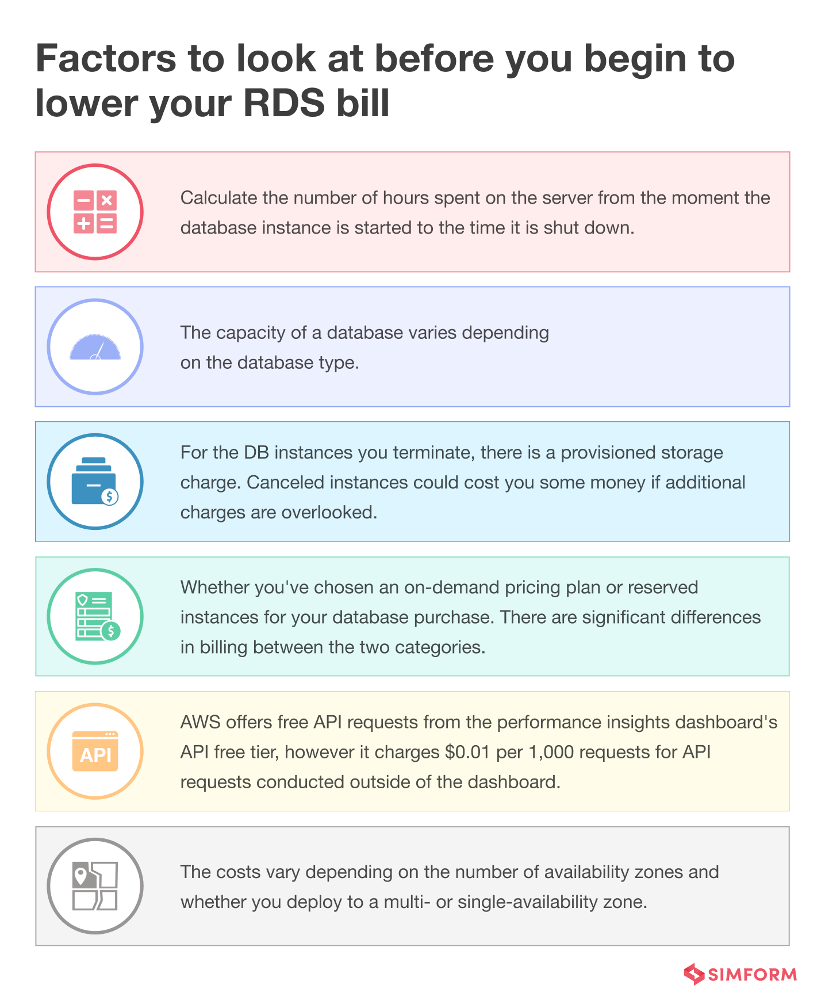 Factors to look at before you begin to
lower your RDS bill
Calculate the number of hours spent on the server from the moment the
database instance is started to the time it is shut down.
The capacity of a database varies depending
on the database type.
For the DB instances you terminate, there is a provisioned storage
charge. Canceled instances could cost you some money if additional
charges are overlooked.
Whether you've chosen an on-demand pricing plan or reserved
instances for your database purchase. There are significant differences
in billing between the two categories.
API
AWS offers free API requests from the performance insights dashboard's
API free tier, however it charges $0.01 per 1,000 requests for API
requests conducted outside of the dashboard.
The costs vary depending on the number of availability zones and
whether you deploy to a multi- or single-availability zone.
SIMFORM